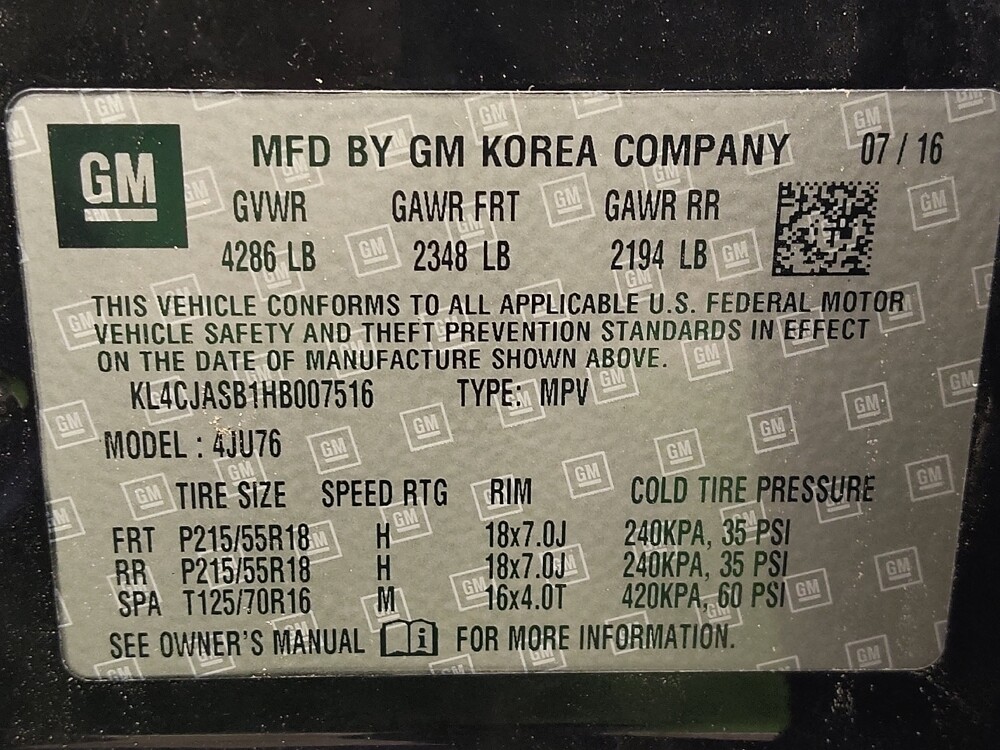 GM
MFD BY GM KOREA COMPANY 07 / 16
GVWR GAWR FRT GAWR RR
4286 LB 2348 LB 2194 LB
THIS VEHICLE CONFORMS TO ALL APPLICABLE U.S. FEDERAL MOTOR
VEHICLE SAFETY AND THEFT PREVENTION STANDARDS IN EFFECT
ON THE DATE OF MANUFACTURE SHOWN ABOVE.
KL4CJASB1HB007516 TYPE: MPV
MODEL : 4JU76
TIRE SIZE SPEED RTG RIM COLD TIRE PRESSURE
FRT P215/55R18 H 18x7.0J 240KPA, 35 PSI
RR P215/55R18 H 18x7.0J 240KPA, 35 PSI
SPA T125/70R16 M 16x4.0T 420KPA, 60 PSI
SEE OWNER'S MANUAL i FOR MORE INFORMATION.